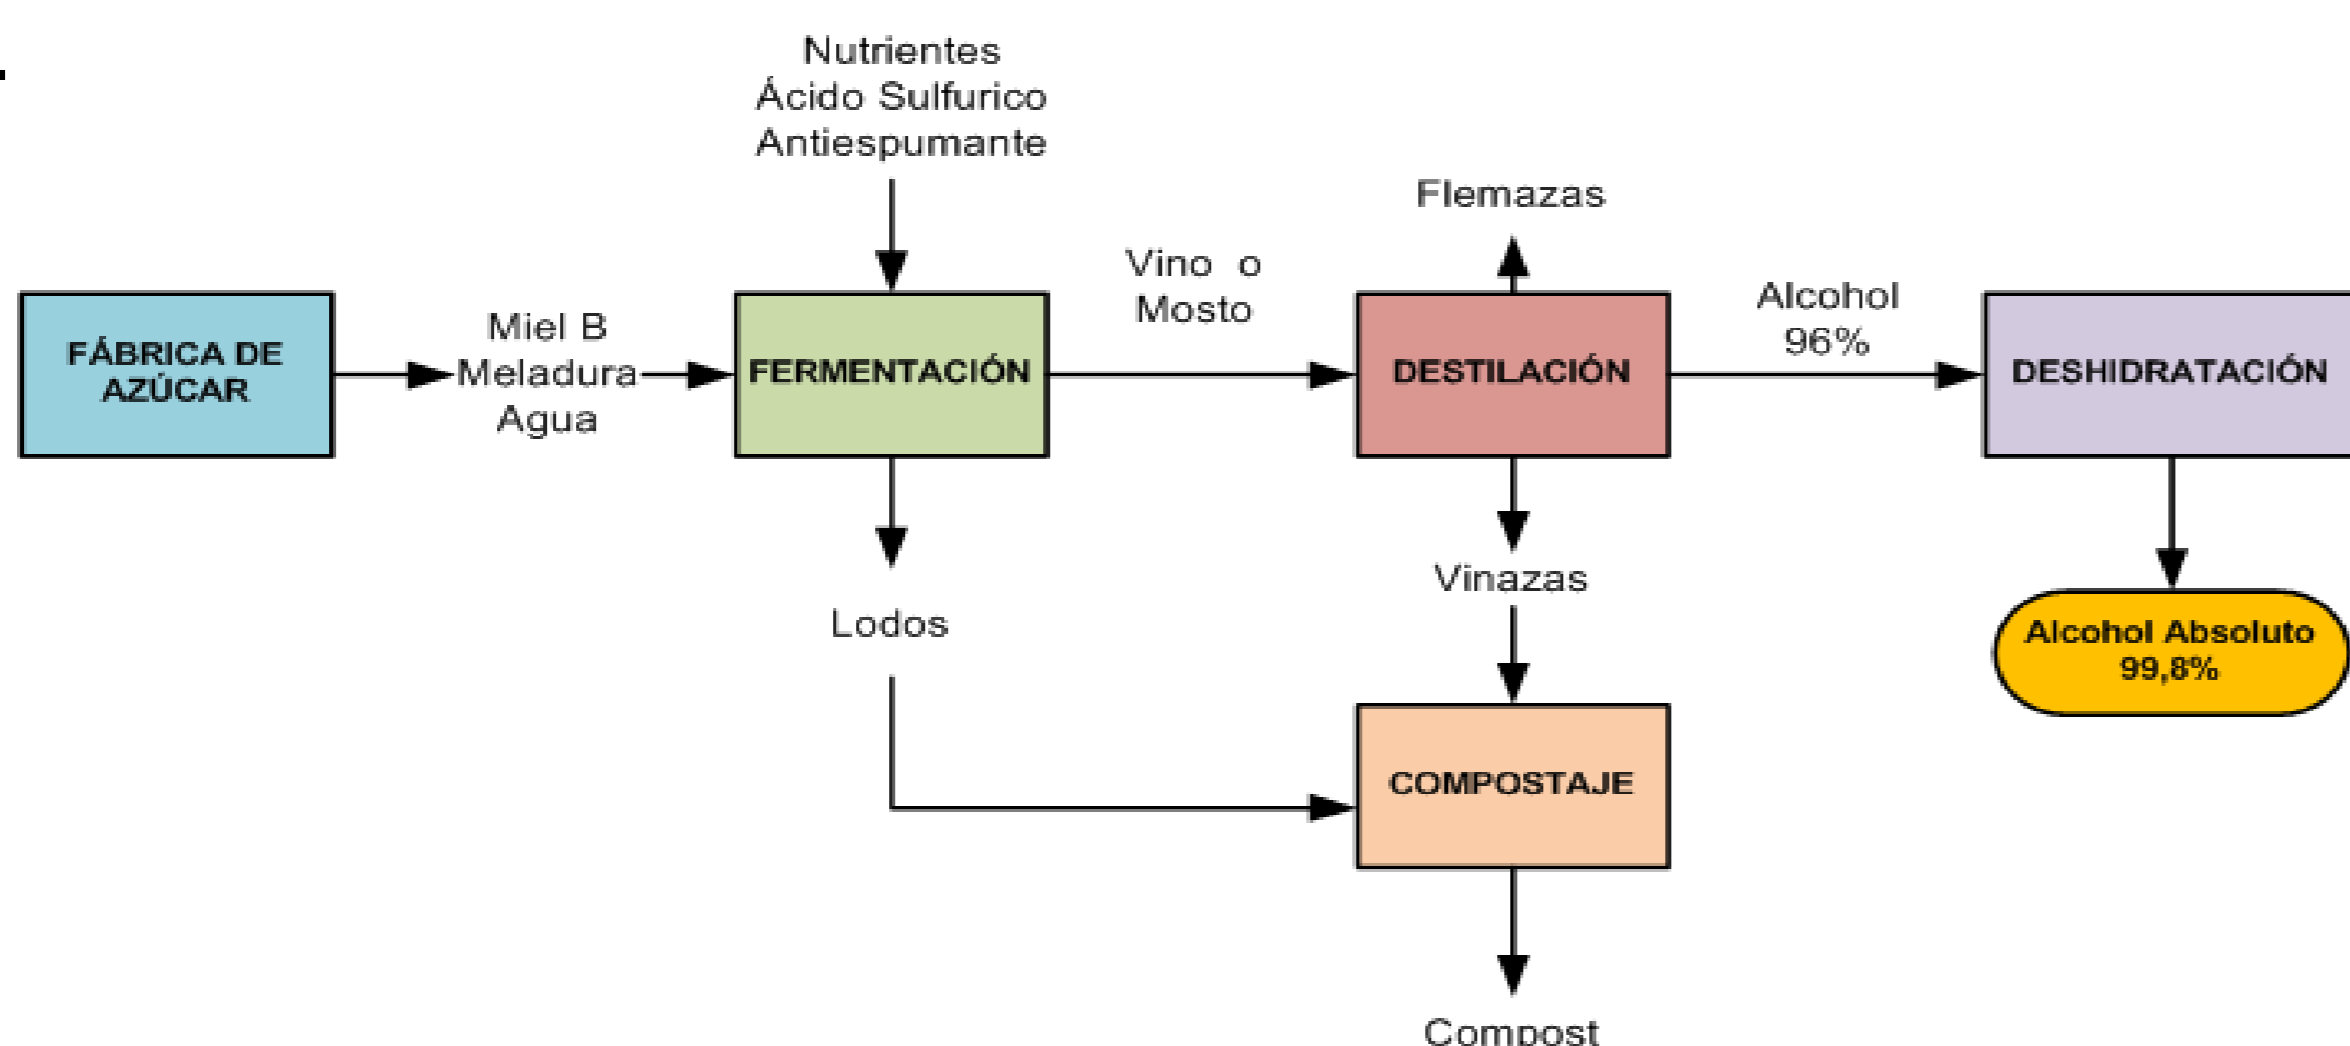 Nutrientes
Ácido Sulfurico
Antiespumante
Flemazas
Vino o
Mosto
Alcohol
96%
FÁBRICA DE
AZÚCAR
Miel B
Meladura
Agua
FERMENTACIÓN
DESTILACIÓN
DESHIDRATACIÓN
Lodos
Vinazas
Alcohol Absoluto
99,8%
COMPOSTAJE
Compost